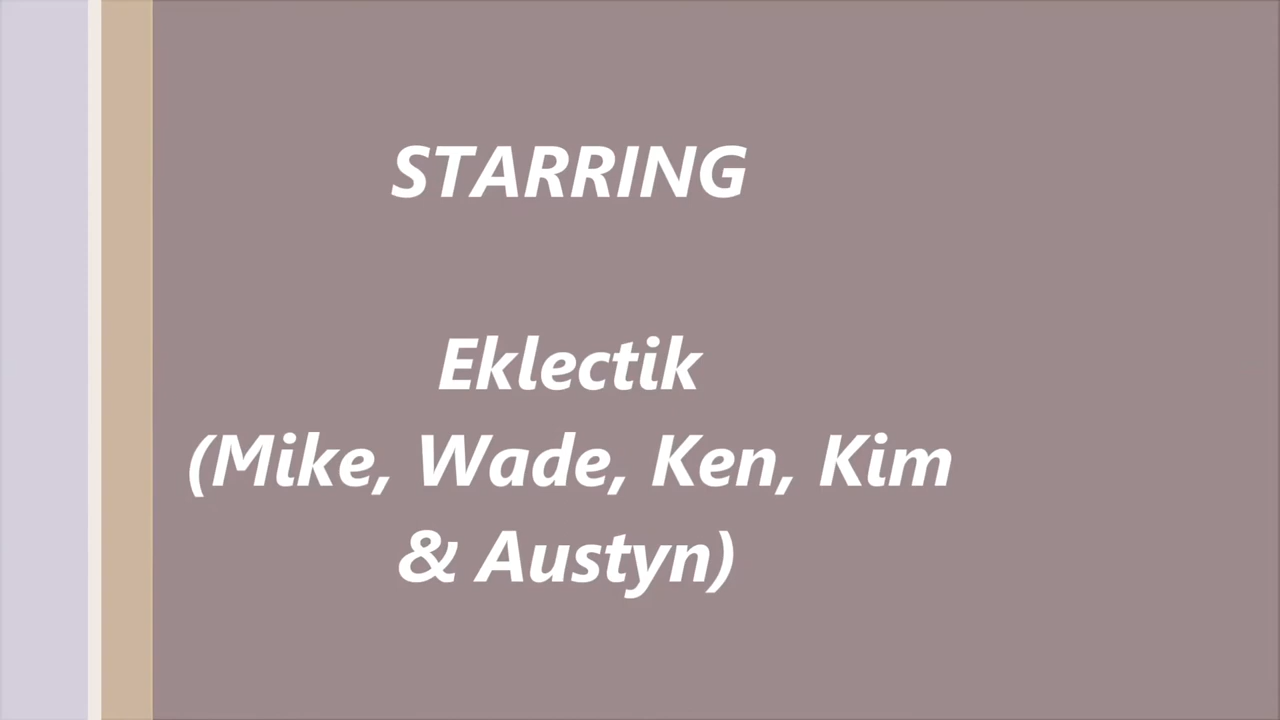 STARRING
Eklectik
(Mike, Wade, Ken, Kim
& Austyn)